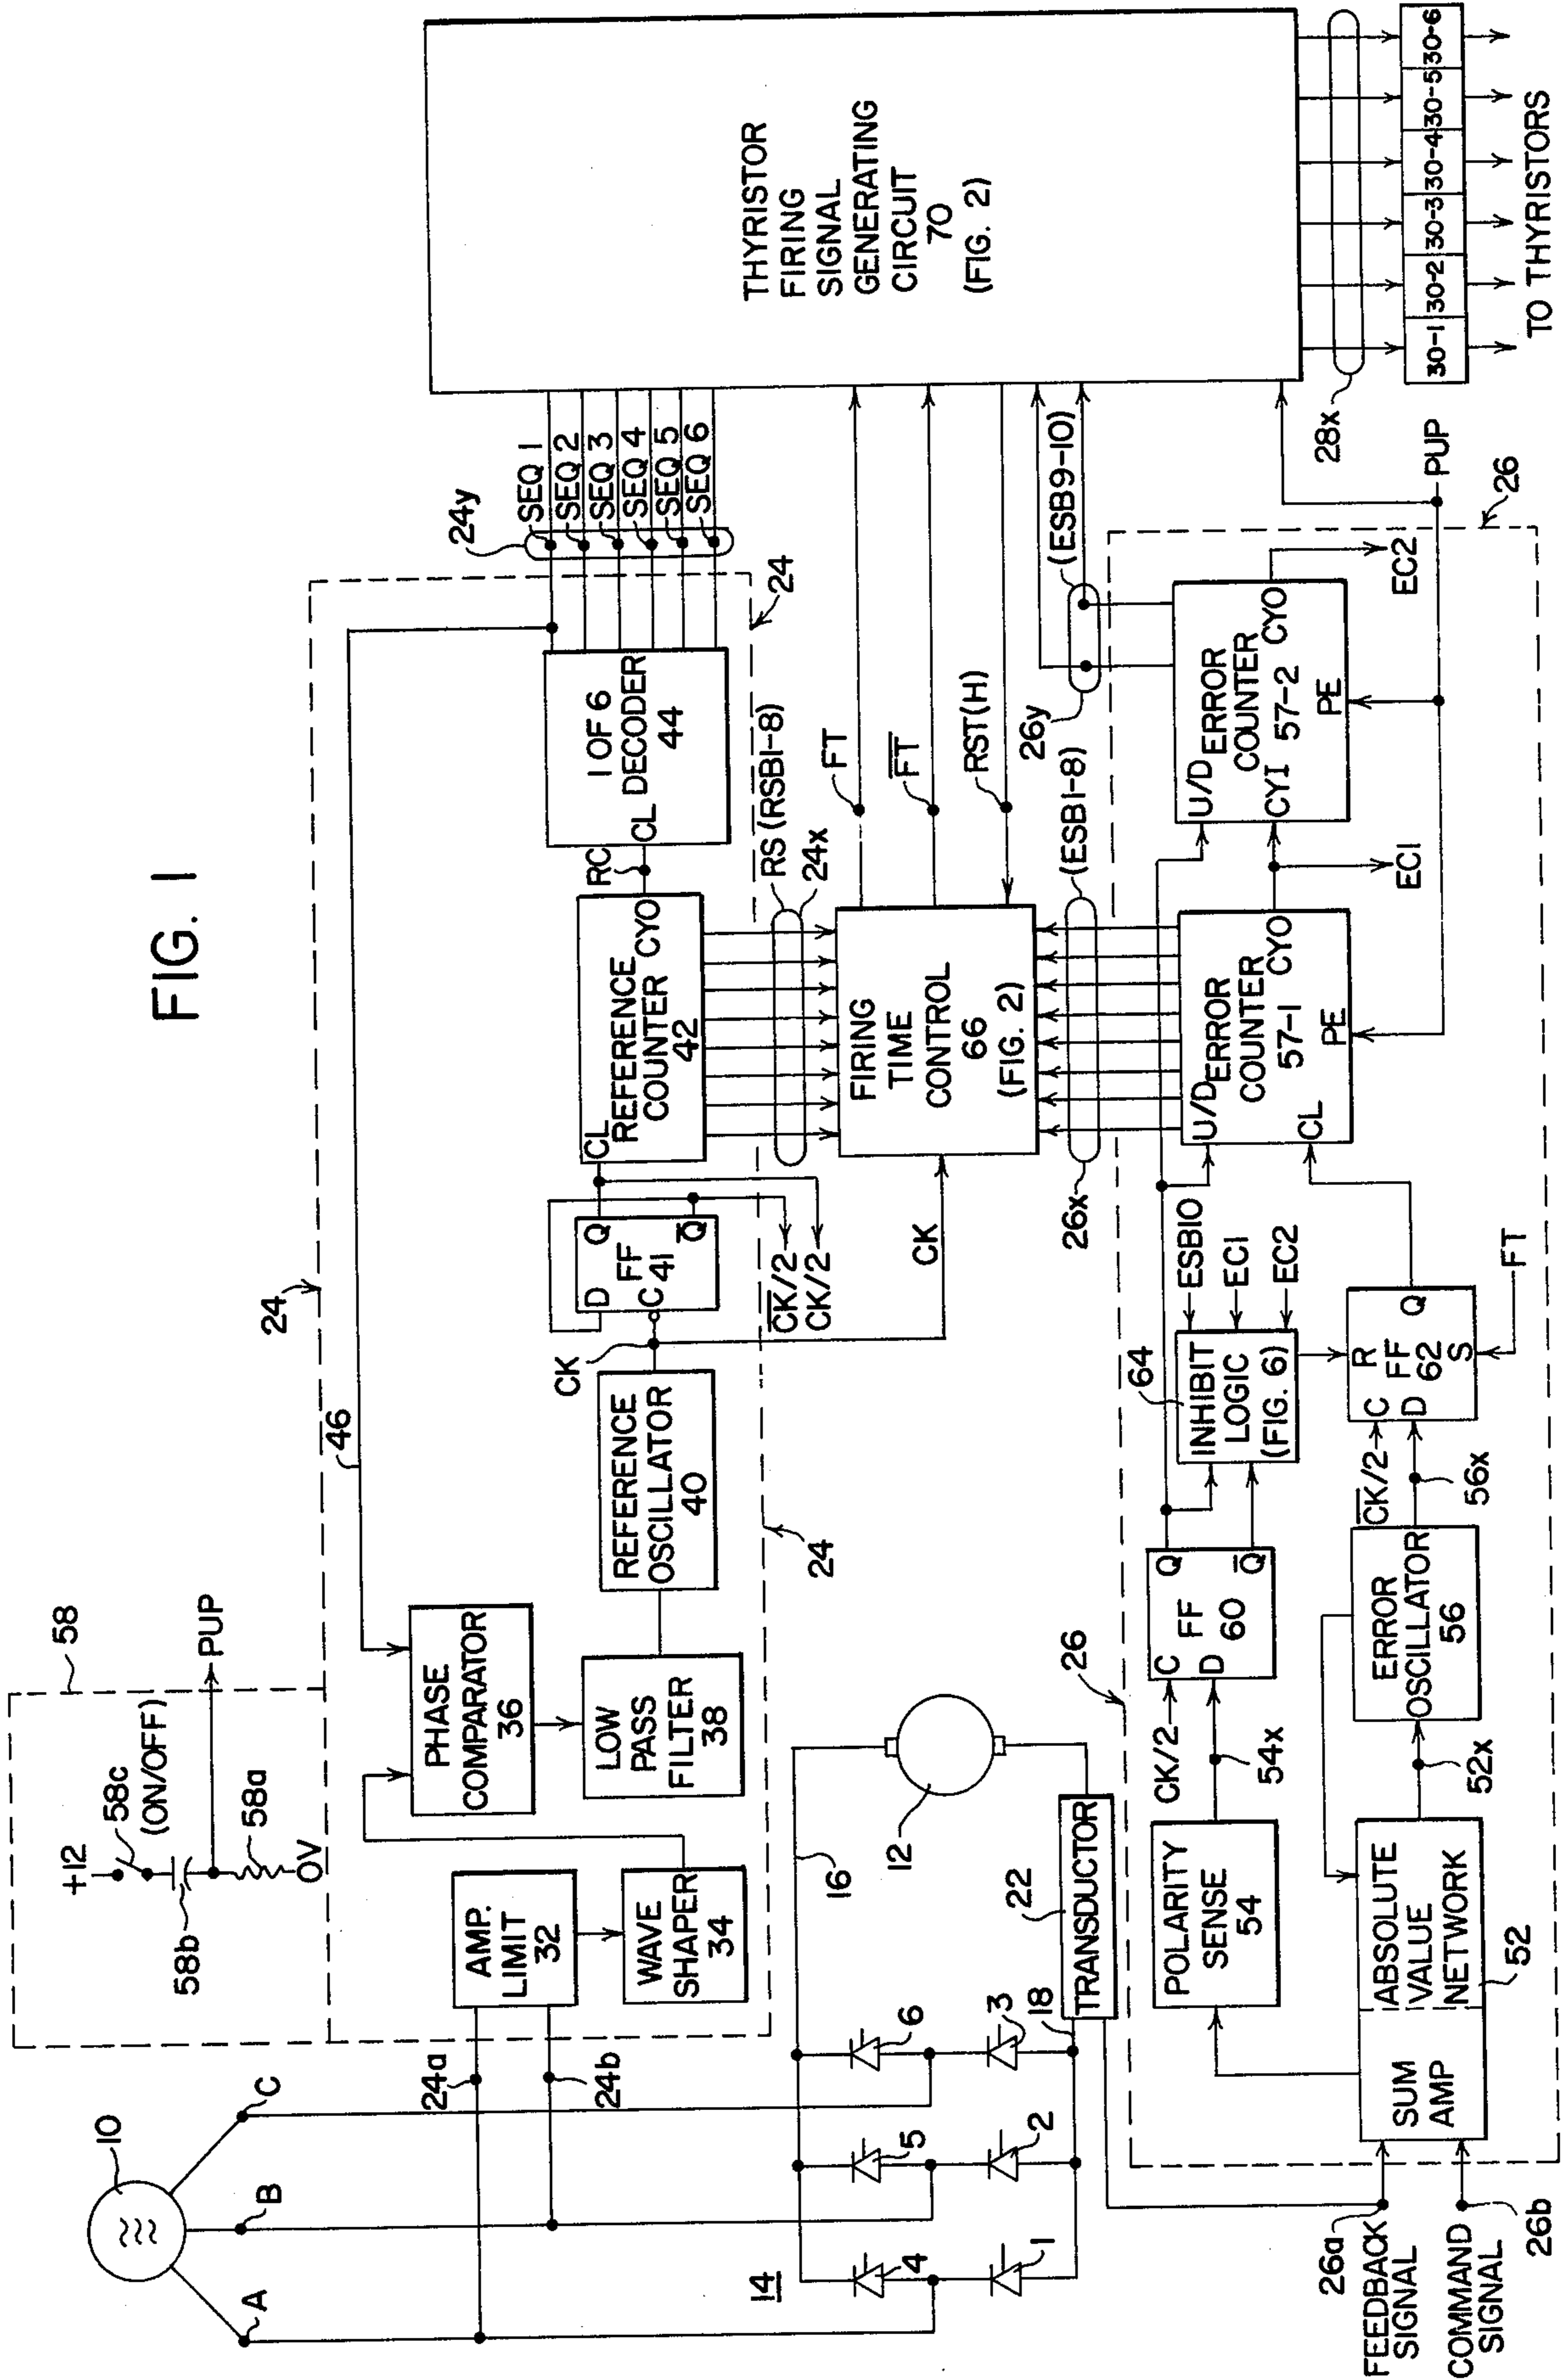 FIG. 1
10
A
B
C
58
+12
58c
(ON/OFF)
58b
PUP
58a
0V
24
46
24a
24b
AMP.
LIMIT
32
WAVE
SHAPER
34
PHASE
COMPARATOR
36
LOW
PASS
FILTER
38
REFERENCE
OSCILLATOR
40
24
CK
D
Q
FF
41
C
Q̅
C̅K̅/2
CK/2
CL
REFERENCE
COUNTER
42
CYO
RC
1 OF 6
DECODER
44
CL
24
24y
SEQ 1
SEQ 2
SEQ 3
SEQ 4
SEQ 5
SEQ 6
RS (RSB1-8)
24x
CK
FIRING
TIME
CONTROL
66
(FIG. 2)
FT
F̅T̅
RST(H)
26x
(ESB1-8)
26y
(ESB9-10)
THYRISTOR
FIRING
SIGNAL
GENERATING
CIRCUIT
70
(FIG. 2)
28x
30-1
30-2
30-3
30-4
30-5
30-6
TO THYRISTORS
14
4
5
6
1
2
3
16
18
12
22
TRANSDUCTOR
26
26a
FEEDBACK
SIGNAL
COMMAND
SIGNAL
26b
SUM
AMP
ABSOLUTE
VALUE
NETWORK
52
POLARITY
SENSE
54
54x
52x
CK/2
C
Q
FF
60
D
Q̅
ERROR
OSCILLATOR
56
56x
64
INHIBIT
LOGIC
(FIG. 6)
ESB10
EC1
EC2
C̅K̅/2
C
R
FF
62
D
S
Q
FT
U/D
ERROR
COUNTER
57-1
CYO
CL
PE
EC1
U/D
ERROR
COUNTER
57-2
CYI
CYO
PE
EC2
PUP
26